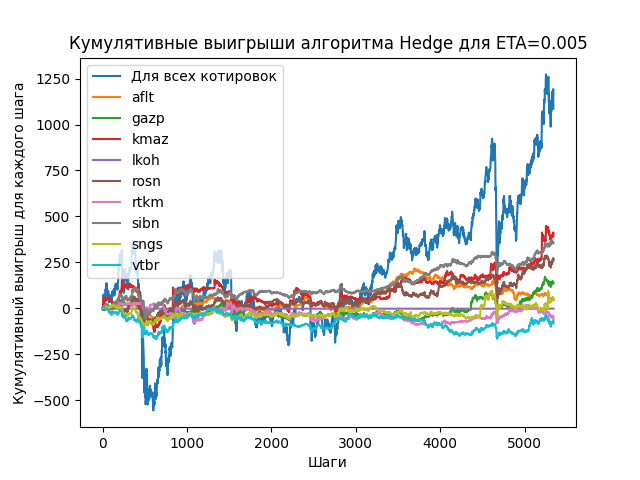 Кумулятивные выигрыши алгоритма Hedge для ETA=0.005
Кумулятивный выигрыш для каждого шага
1250
1000
750
500
250
0
−250
−500
Для всех котировок
aflt
gazp
kmaz
lkoh
rosn
rtkm
sibn
sngs
vtbr
0
1000
2000
3000
4000
5000
Шаги